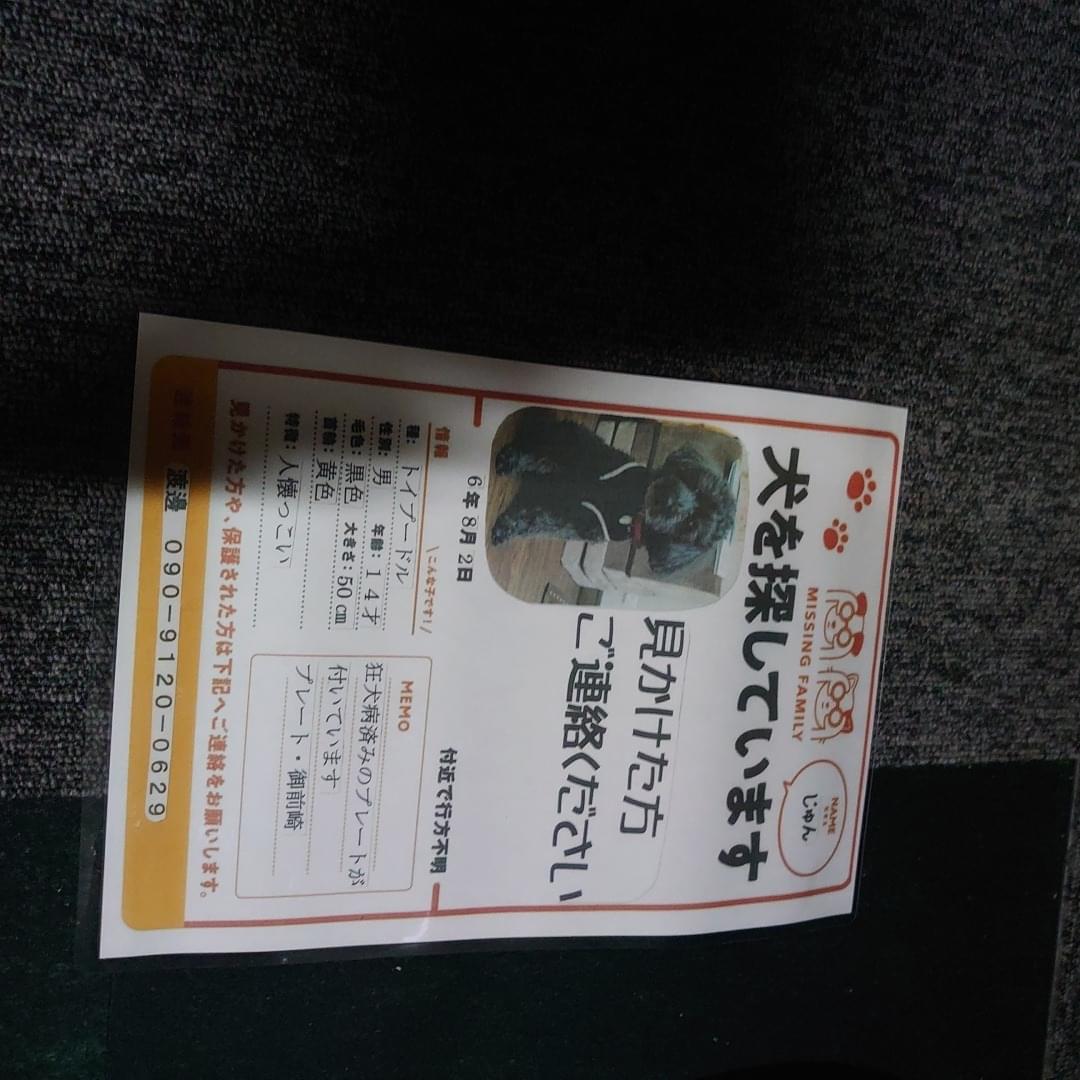 MISSING FAMILY
NAME
じゅん
犬を探しています
見かけた方
ご連絡ください
6年8月2日
付近で行方不明
情報
\こんな子です!/
種:トイプードル
性別:男 年齢:14才
毛色:黒色 大きさ:50㎝
首輪:黄色
特徴:人懐っこい
MEMO
狂犬病済みのプレートが
付いています
プレート・御前崎
見かけた方や、保護された方は下記へご連絡をお願いします。
連絡先 渡邊 090-9120-0629